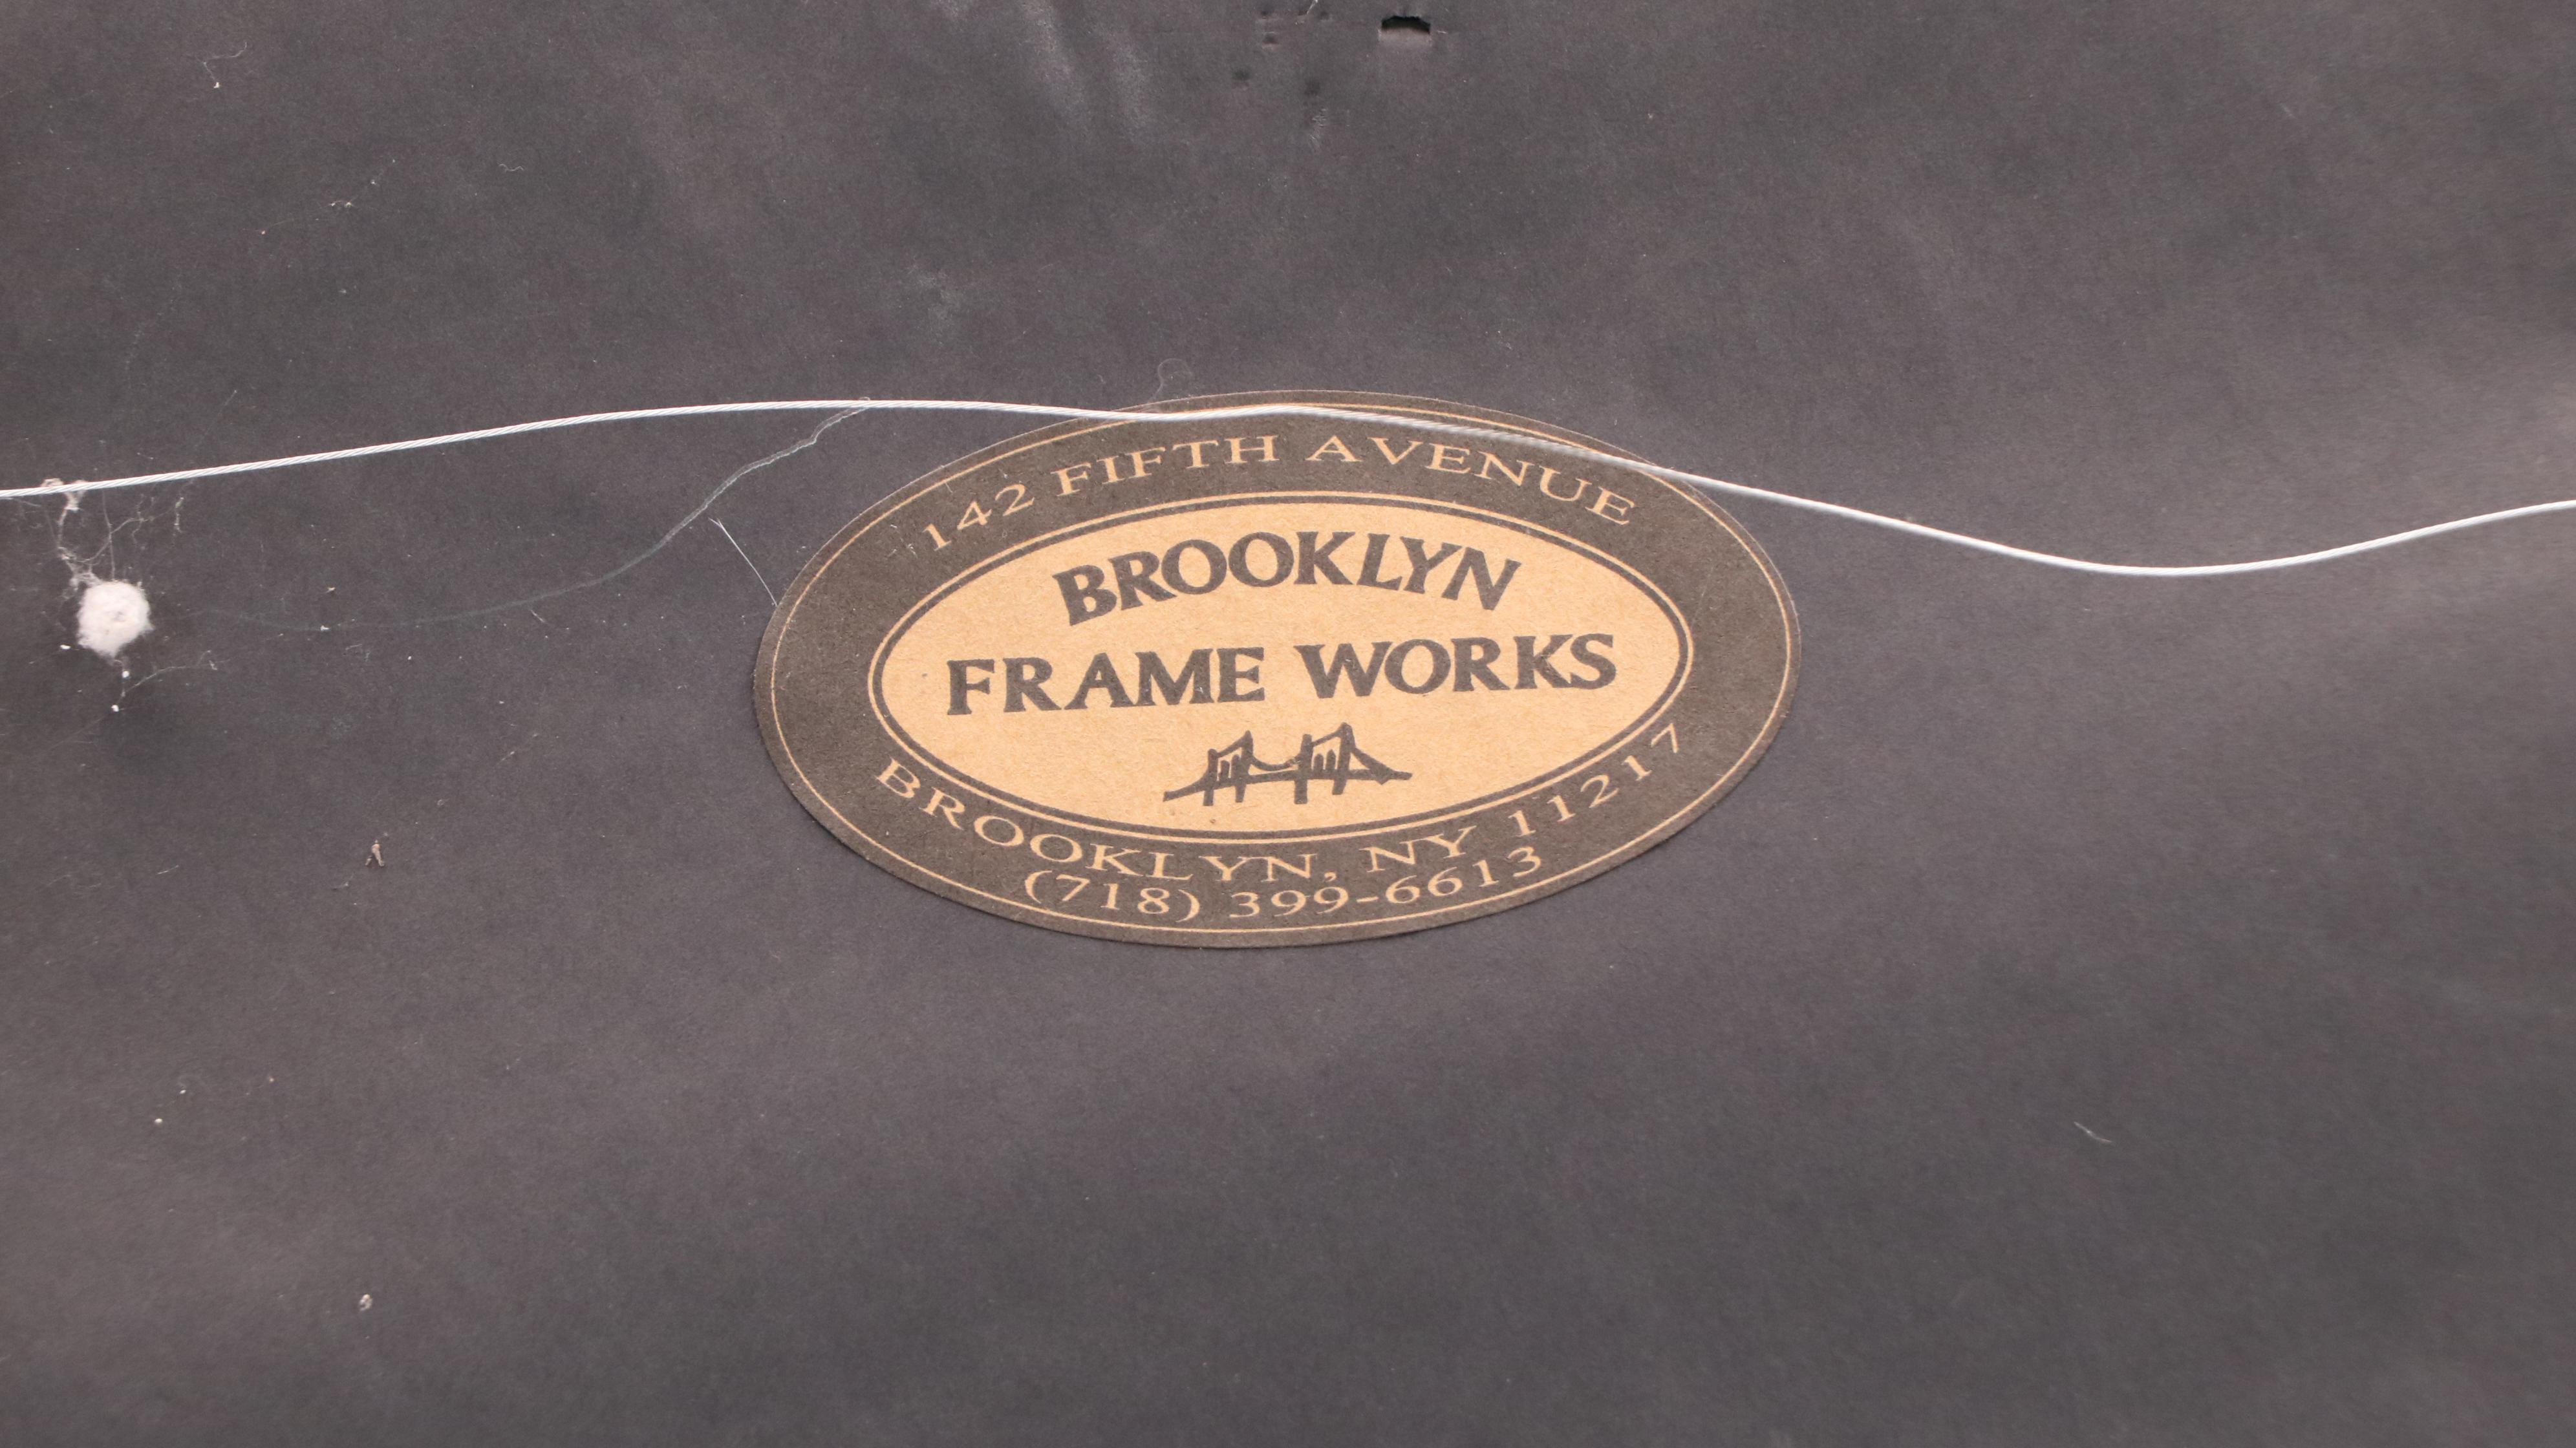 142 FIFTH AVENUE
BROOKLYN
FRAME WORKS
BROOKLYN, NY 11217
(718) 399-6613